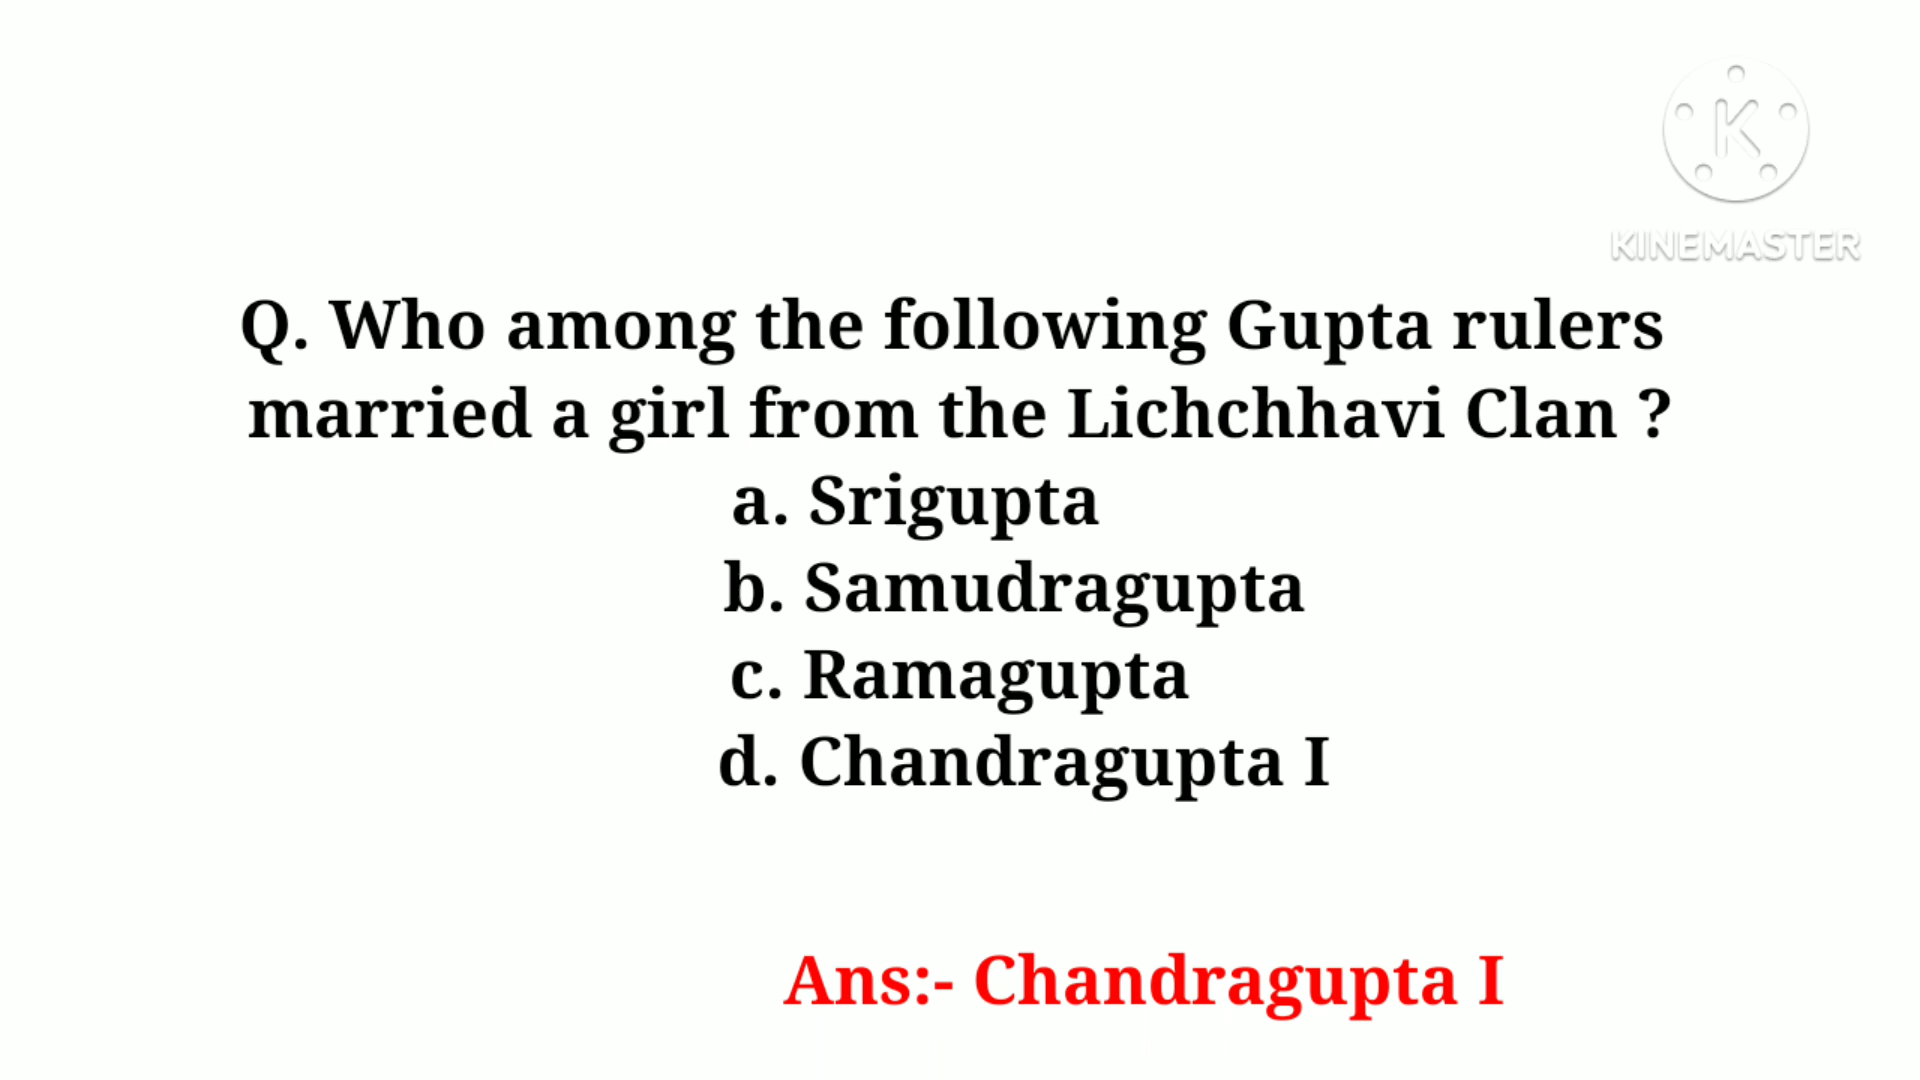 K
KINEMASTER
Q. Who among the following Gupta rulers
married a girl from the Lichchhavi Clan ?
a. Srigupta
b. Samudragupta
c. Ramagupta
d. Chandragupta I
Ans:- Chandragupta I